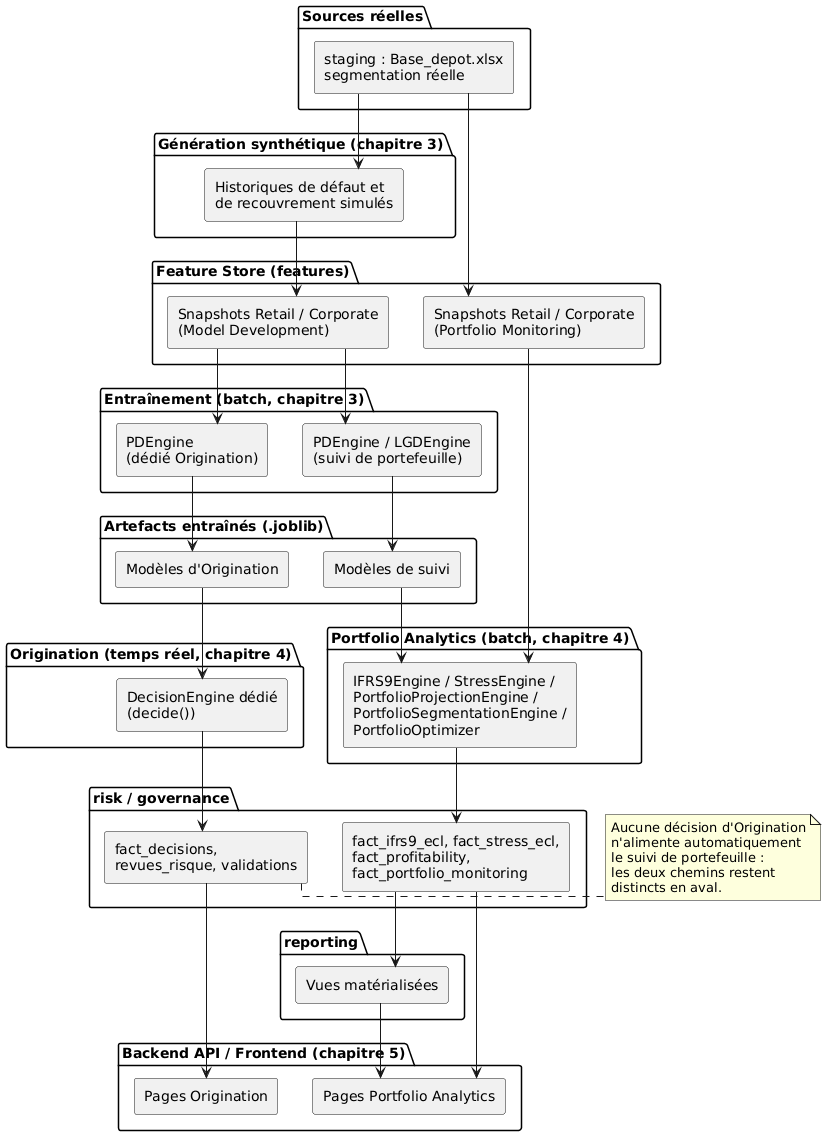 Sources réelles
staging : Base_depot.xlsx
segmentation réelle
Génération synthétique (chapitre 3)
Historiques de défaut et
de recouvrement simulés
Feature Store (features)
Snapshots Retail / Corporate
(Model Development)
Snapshots Retail / Corporate
(Portfolio Monitoring)
Entraînement (batch, chapitre 3)
PDEngine
(dédié Origination)
PDEngine / LGDEngine
(suivi de portefeuille)
Artefacts entraînés (.joblib)
Modèles d'Origination
Modèles de suivi
Origination (temps réel, chapitre 4)
DecisionEngine dédié
(decide())
Portfolio Analytics (batch, chapitre 4)
IFRS9Engine / StressEngine /
PortfolioProjectionEngine /
PortfolioSegmentationEngine /
PortfolioOptimizer
risk / governance
fact_decisions,
revues_risque, validations
fact_ifrs9_ecl, fact_stress_ecl,
fact_profitability,
fact_portfolio_monitoring
Aucune décision d'Origination
n'alimente automatiquement
le suivi de portefeuille :
les deux chemins restent
distincts en aval.
reporting
Vues matérialisées
Backend API / Frontend (chapitre 5)
Pages Origination
Pages Portfolio Analytics